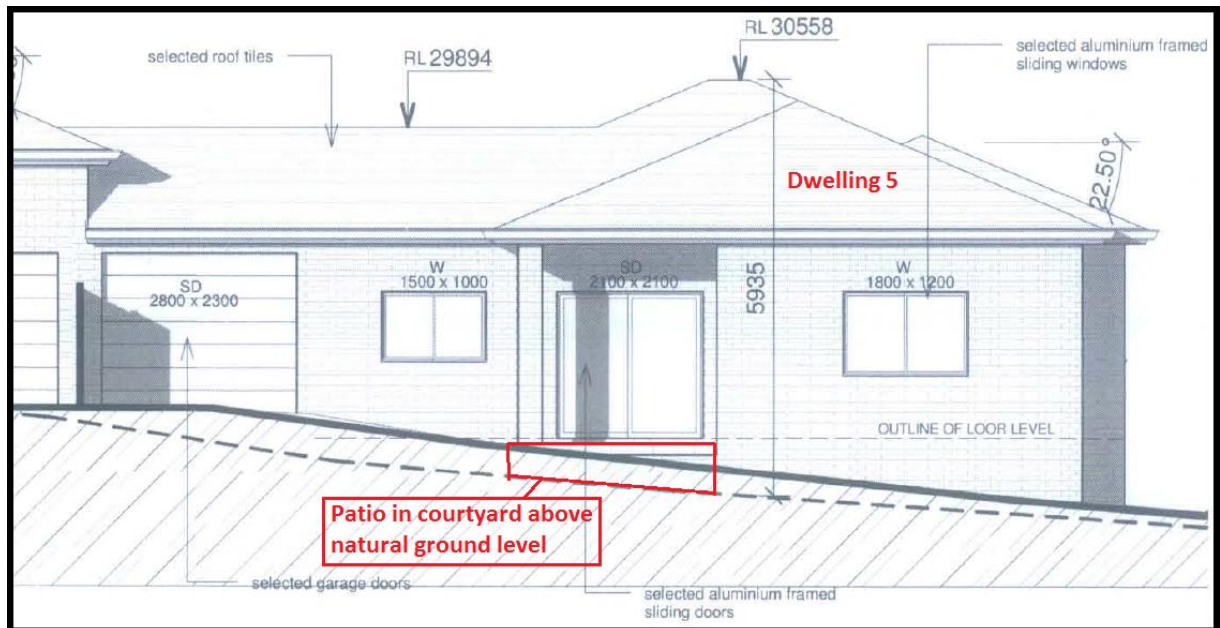 RL 30558
selected roof tiles
RL 29894
selected aluminium framed
sliding windows
22.50°
Dwelling 5
W
1500 x 1000
SD
2100 x 2100
W
1800 x 1200
SD
2800 x 2300
5935
OUTLINE OF LOOR LEVEL
Patio in courtyard above
natural ground level
selected garage doors
selected aluminium framed
sliding doors